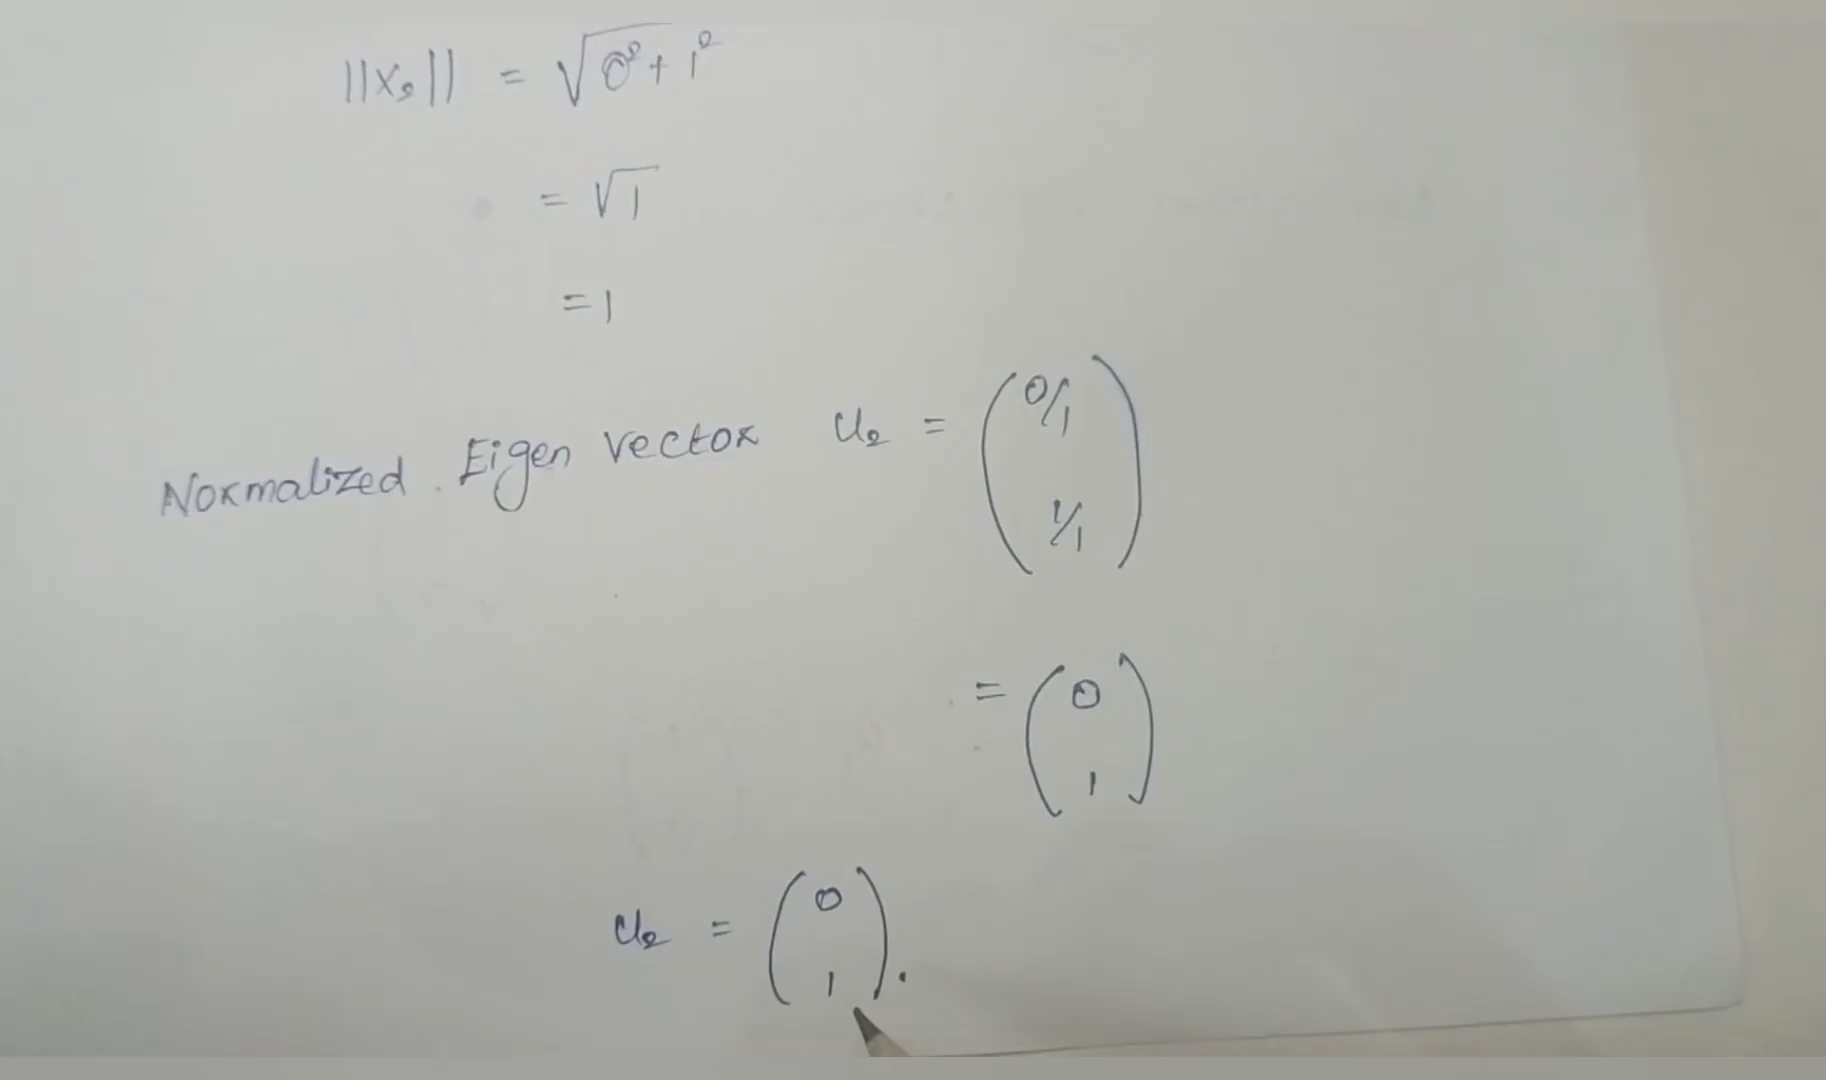 ||x₂|| = √0² + 1²
= √1
= 1
Normalized Eigen vector u₂ = (0/1
1/1)
= (0
1)
u₂ = (0
1).